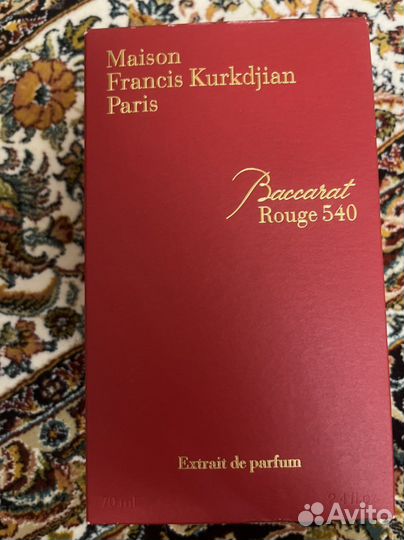 Maison
Francis Kurkdjian
Paris
Baccarat
Rouge 540
Extrait de parfum
70 ml
Avito